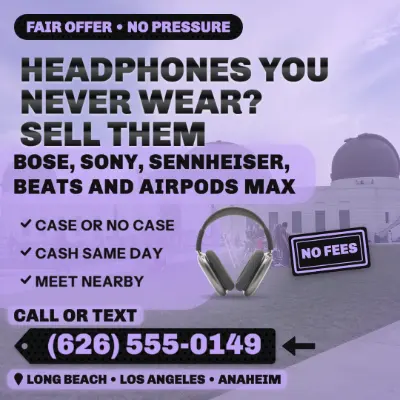 FAIR OFFER • NO PRESSURE
HEADPHONES YOU
NEVER WEAR?
SELL THEM
BOSE, SONY, SENNHEISER,
BEATS AND AIRPODS MAX
✓ CASE OR NO CASE
✓ CASH SAME DAY
✓ MEET NEARBY
NO FEES
CALL OR TEXT
(626) 555-0149
LONG BEACH • LOS ANGELES • ANAHEIM